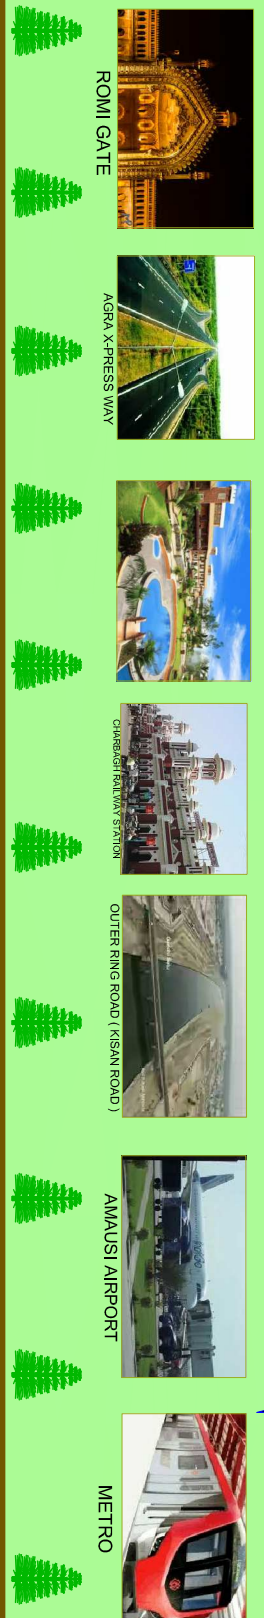 ROMI GATE
AGRA X-PRESS WAY
CHARBAGH RAILWAY STATION
OUTER RING ROAD ( KISAN ROAD )
AMAUSI AIRPORT
METRO